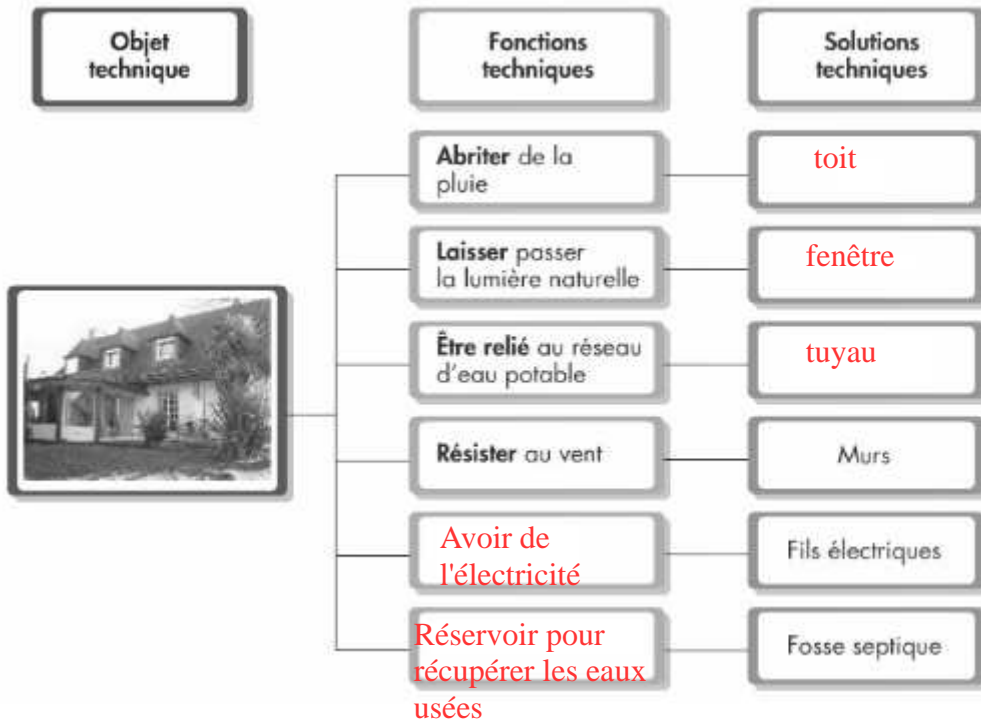 Objet
technique
Fonctions
techniques
Solutions
techniques
Abriter de la
pluie
toit
Laisser passer
la lumière naturelle
fenêtre
Être relié au réseau
d'eau potable
tuyau
Résister au vent
Murs
Avoir de
l'électricité
Fils électriques
Réservoir pour
récupérer les eaux
usées
Fosse septique